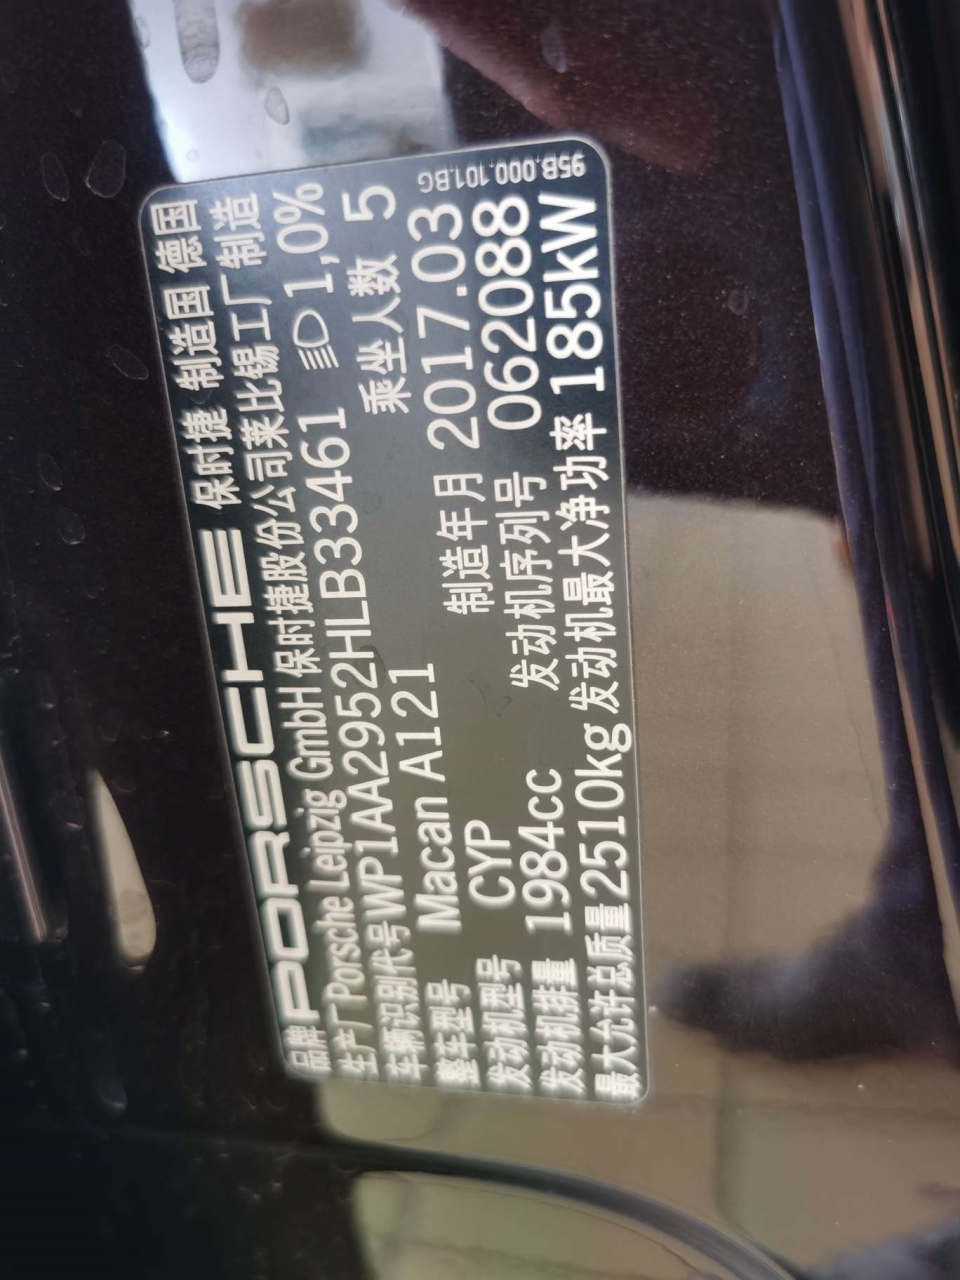 品牌 PORSCHE 保时捷 制造国 德国
生产厂 Porsche Leipzig GmbH 保时捷股份公司莱比锡工厂 制造
车辆识别代号 WP1AA2952HLB33461 1,0%
整车型号 Macan A121 乘坐人数 5
发动机型号 CYP 制造年月 2017.03
发动机排量 1984cc 发动机序列号 062088
最大允许总质量 2510kg 发动机最大净功率 185kW
95B.000.101.BG